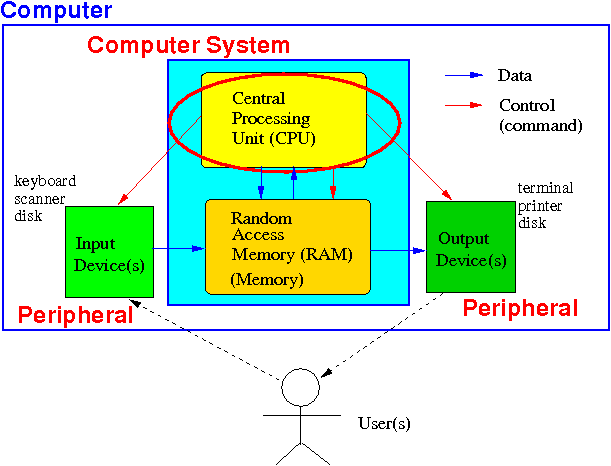 Computer
Computer System
Central
Processing
Unit (CPU)
Data
Control
(command)
keyboard
scanner
disk
terminal
printer
disk
Input
Device(s)
Random
Access
Memory (RAM)
(Memory)
Output
Device(s)
Peripheral
Peripheral
User(s)